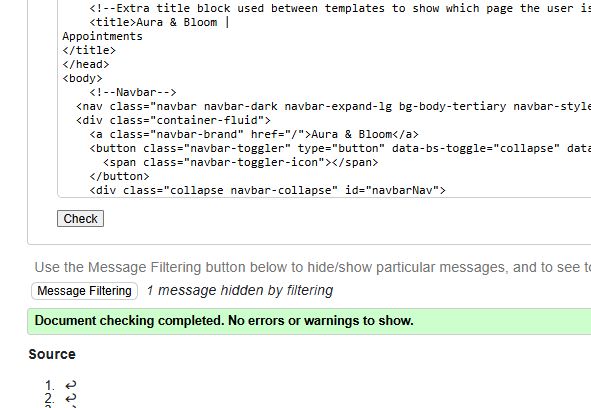 <!--Extra title block used between templates to show which page the user is
<title>Aura & Bloom |
Appointments
</title>
</head>
<body>
<!--Navbar-->
<nav class="navbar navbar-dark navbar-expand-lg bg-body-tertiary navbar-style
<div class="container-fluid">
<a class="navbar-brand" href="/">Aura & Bloom</a>
<button class="navbar-toggler" type="button" data-bs-toggle="collapse" data
<span class="navbar-toggler-icon"></span>
</button>
<div class="collapse navbar-collapse" id="navbarNav">
Check
Use the Message Filtering button below to hide/show particular messages, and to see
Message Filtering 1 message hidden by filtering
Document checking completed. No errors or warnings to show.
Source
1. ↩
2. ↩